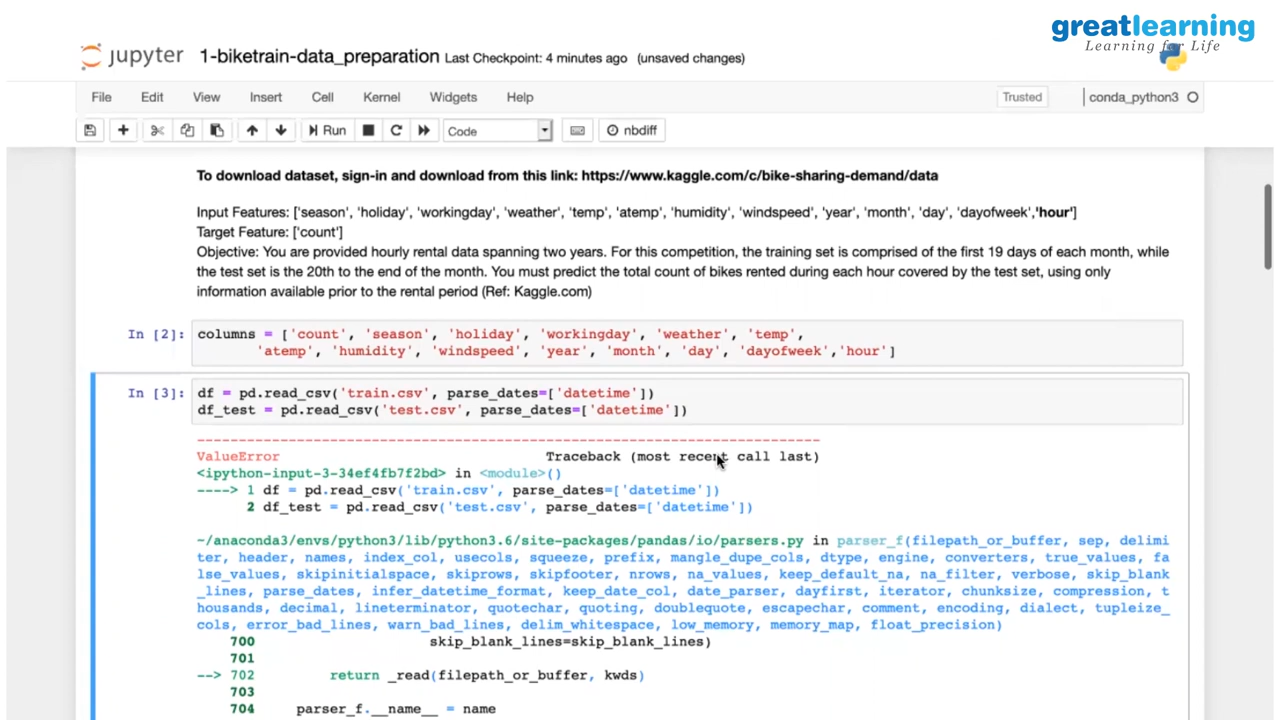 greatlearning
Learning for Life
jupyter 1-biketrain-data_preparation Last Checkpoint: 4 minutes ago (unsaved changes)
File Edit View Insert Cell Kernel Widgets Help Trusted conda_python3
Run Code nbdiff
To download dataset, sign-in and download from this link: https://www.kaggle.com/c/bike-sharing-demand/data
Input Features: ['season', 'holiday', 'workingday', 'weather', 'temp', 'atemp', 'humidity', 'windspeed', 'year', 'month', 'day', 'dayofweek','hour']
Target Feature: ['count']
Objective: You are provided hourly rental data spanning two years. For this competition, the training set is comprised of the first 19 days of each month, while
the test set is the 20th to the end of the month. You must predict the total count of bikes rented during each hour covered by the test set, using only
information available prior to the rental period (Ref: Kaggle.com)
In [2]: columns = ['count', 'season', 'holiday', 'workingday', 'weather', 'temp',
'atemp', 'humidity', 'windspeed', 'year', 'month', 'day', 'dayofweek','hour']
In [3]: df = pd.read_csv('train.csv', parse_dates=['datetime'])
df_test = pd.read_csv('test.csv', parse_dates=['datetime'])
---------------------------------------------------------------------------
ValueError Traceback (most recent call last)
<ipython-input-3-34ef4fb7f2bd> in <module>()
----> 1 df = pd.read_csv('train.csv', parse_dates=['datetime'])
2 df_test = pd.read_csv('test.csv', parse_dates=['datetime'])
~/anaconda3/envs/python3/lib/python3.6/site-packages/pandas/io/parsers.py in parser_f(filepath_or_buffer, sep, delimi
ter, header, names, index_col, usecols, squeeze, prefix, mangle_dupe_cols, dtype, engine, converters, true_values, fa
lse_values, skipinitialspace, skiprows, skipfooter, nrows, na_values, keep_default_na, na_filter, verbose, skip_blank
_lines, parse_dates, infer_datetime_format, keep_date_col, date_parser, dayfirst, iterator, chunksize, compression, t
housands, decimal, lineterminator, quotechar, quoting, doublequote, escapechar, comment, encoding, dialect, tupleize_
cols, error_bad_lines, warn_bad_lines, delim_whitespace, low_memory, memory_map, float_precision)
700 skip_blank_lines=skip_blank_lines)
701
--> 702 return _read(filepath_or_buffer, kwds)
703
704 parser_f.__name__ = name